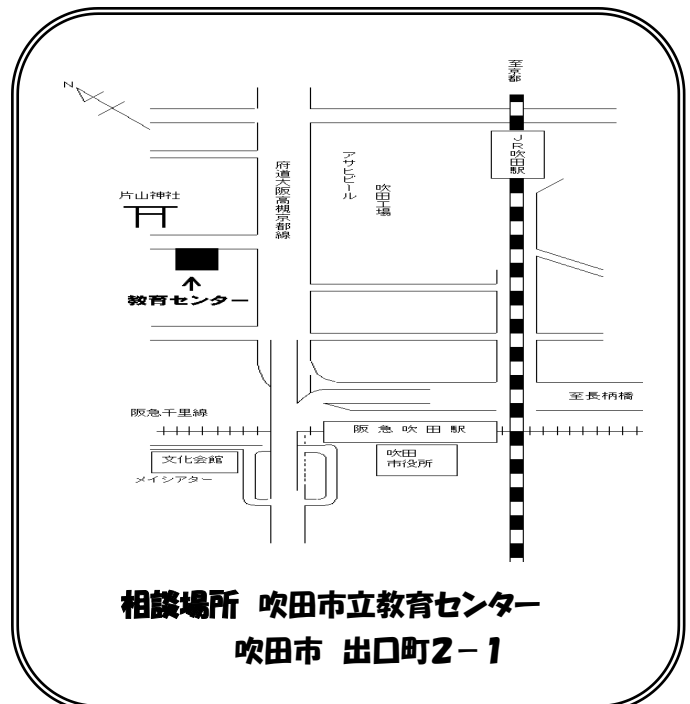 至京都
N
JR吹田駅
府道大阪高槻京都線
アサヒビール
吹田工場
片山神社
↑
教育センター
至長柄橋
阪急千里線
阪急吹田駅
文化会館
メイシアター
吹田
市役所
相談場所 吹田市立教育センター
吹田市 出口町2-1